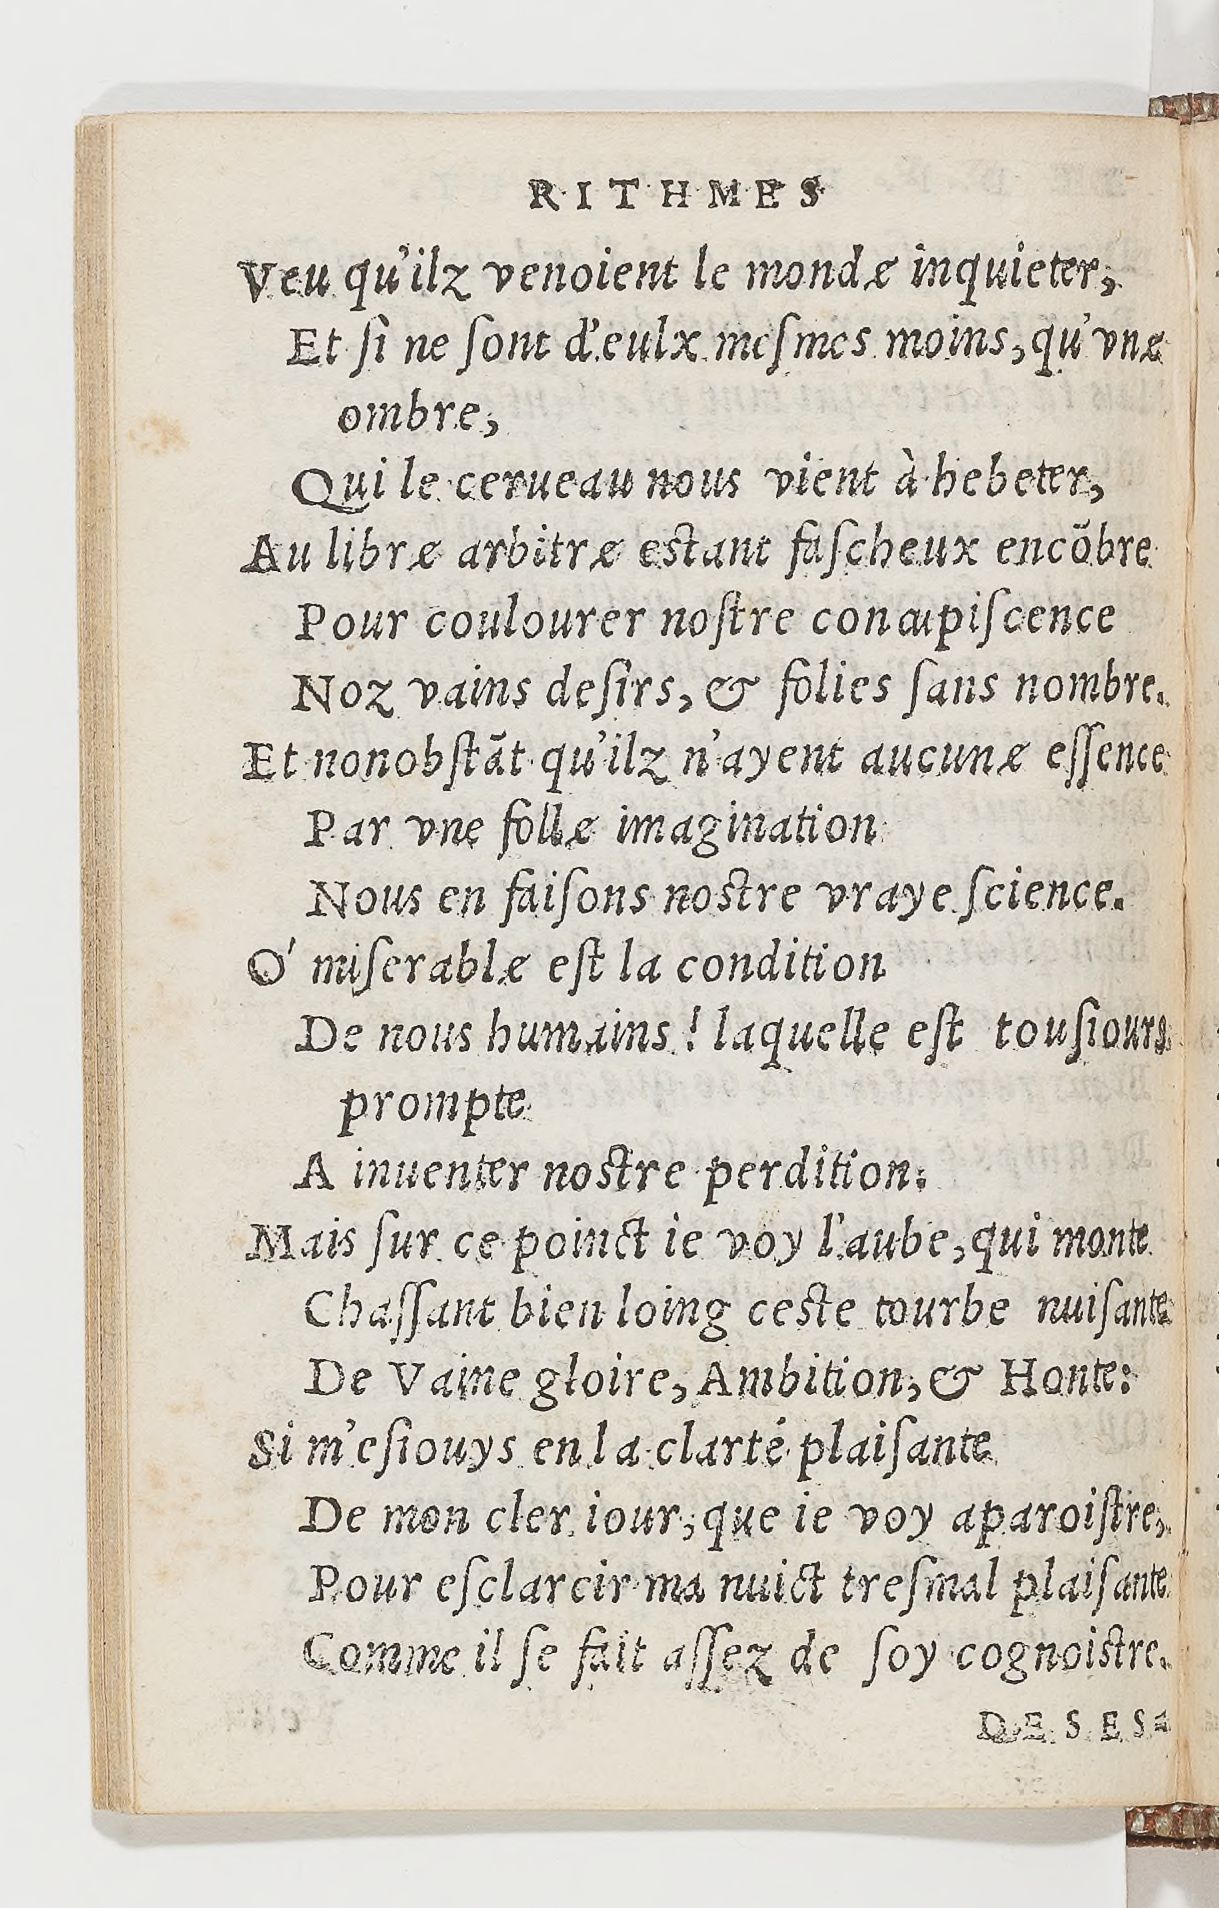 RITHMES
Veu qu'ilz venoient le monde inquieter,
Et ſi ne ſont d'eulx meſmes moins, qu'vne
ombre,
Qui le cerueau nous vient à hebeter,
Au libre arbitre estant faſcheux encõbre
Pour coulourer noſtre concupiſcence
Noz vains deſirs, & folies ſans nombre.
Et nonobſtãt qu'ilz n'ayent aucune eſſence
Par vne folle imagination
Nous en faiſons nostre vraye ſcience.
O' miſerable eſt la condition
De nous humains! laquelle eſt touſiours
prompte
A inuenter nostre perdition:
Mais ſur ce poinct ie voy l'aube, qui monte
Chaſſant bien loing ceste tourbe nuiſante
De Vaine gloire, Ambition, & Honte:
Si m'eſiouys en la clarté plaiſante
De mon cler iour, que ie voy aparoiſtre,
Pour eſclarcir ma nuict treſmal plaiſante
Comme il ſe fait aſſez de ſoy cognoistre.
DESES-